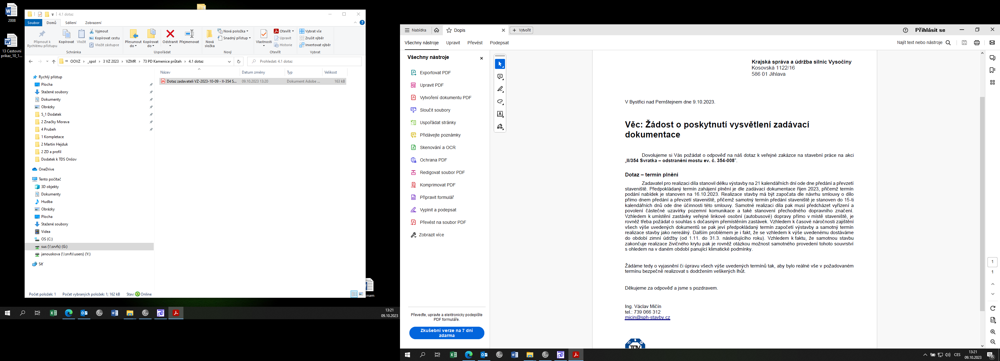 2008
13 Cestovni
prikaz_10_1...
4.1 dotaz
Soubor
Domů
Sdílení
Zobrazení
Připnout k
Rychlému přístupu
Kopírovat
Vložit
Vyjmout
Kopírovat cestu
Vložit zástupce
Schránka
Přesunout
do
Kopírovat
do
Odstranit
Přejmenovat
Uspořádat
Nová
složka
Nová položka
Snadný přístup
Nový
Vlastnosti
Otevřít
Upravit
Historie
Otevřít
Vybrat vše
Zrušit výběr
Invertovat výběr
Vybrat
« OOVZ > _spol > 3 VZ 2023 > VZMR > 73 PD Kamenice průtah > 4.1 dotaz
Prohledat: 4.1 dotaz
Název
Datum změny
Typ
Velikost
Dotaz zadavateli VZ-2023-10-09 - II-354 S...
09.10.2023 13:20
Dokument Adobe ...
163 kB
Rychlý přístup
Plocha
Stažené soubory
Dokumenty
Obrázky
5_1 Dodatek
2 Značky Morava
4 Prubeh
1 Kompletace
2 Martin Hejduk
2 ZD a profil
Dodatek k TDS Onšov
OneDrive
Tento počítač
3D objekty
Dokumenty
Hudba
Obrázky
Plocha
Stažené soubory
Videa
OS (C:)
sus (\\srvfs) (G:)
janouskova (\\srvfs\users) (Y:)
Síť
Počet položek: 1
Počet vybraných položek: 1; 162 kB
Stav:
Online
znam
13:21
09.10.2023
Nabídka
Dopis
Vytvořit
Přihlásit se
Všechny nástroje
Upravit
Převést
Podepsat
Najít text nebo nástroje
Všechny nástroje
Exportovat PDF
Upravit PDF
Vytvoření dokumentu PDF
Sloučit soubory
Uspořádat stránky
Přidávejte poznámky
Skenování a OCR
Ochrana PDF
Redigovat soubor PDF
Komprimovat PDF
Připravit formulář
Vyplnit a podepsat
Převést na soubor PDF
Zobrazit více
Převeďte, upravte a elektronicky podepište
PDF formuláře.
Zkušební verze na 7 dní
zdarma
Krajská správa a údržba silnic Vysočiny
Kosovská 1122/16
586 01 Jihlava
V Bystřici nad Pernštejnem dne 9.10.2023.
Věc: Žádost o poskytnutí vysvětlení zadávací
dokumentace
Dovolujeme si Vás požádat o odpověď na náš dotaz k veřejné zakázce na stavební práce na akci
„II/354 Svratka – odstranění mostu ev. č. 354-008“.
Dotaz – termín plnění
Zadavatel pro realizaci díla stanovil délku výstavby na 21 kalendářních dní ode dne předání a převzetí
staveniště. Předpokládaný termín zahájení plnění je dle zadávací dokumentace říjen 2023, přičemž termín
podání nabídek je stanoven na 16.10.2023. Realizace stavby má být započata dle návrhu smlouvy o dílo
přímo dnem předání a převzetí staveniště, přičemž samotný termín předání staveniště je stanoven do 15-ti
kalendářních dnů ode dne účinnosti této smlouvy. Samotné realizaci díla pak musí předcházet vyřízení a
povolení částečné uzavírky pozemní komunikace a také stanovení přechodného dopravního značení.
Vzhledem k umístění zastávky veřejné linkové osobní (autobusové) dopravy přímo v místě staveniště, je
rovněž třeba požádat o souhlas s dočasným přemístěním zastávek. Vzhledem k časové náročnosti zajištění
všech výše uvedených dokumentů se pak jeví předpokládaný termín započetí výstavby a samotný termín
realizace stavby jako nereálný. Dalším problémem je i fakt, že se vzhledem k výše uvedenému dostáváme
do období zimní údržby (od 1.11. do 31.3. následujícího roku). Vzhledem k faktu, že samotnou stavbu
zakončuje realizace živičného krytu pak je rovněž otázkou možnost samotného provedení tohoto souvrství
s ohledem na v daném období panující klimatické podmínky.
Žádáme tedy o vyjasnění či úpravu všech výše uvedených termínů tak, aby bylo reálné vše v požadovaném
termínu bezpečně realizovat s dodržením veškerých lhůt.
Děkujeme za odpověď a jsme s pozdravem.
Ing. Václav Mičín
tel.: 739 066 312
micin@sph-stavby.cz
TÜV
1
1
CES
13:21
09.10.2023
15